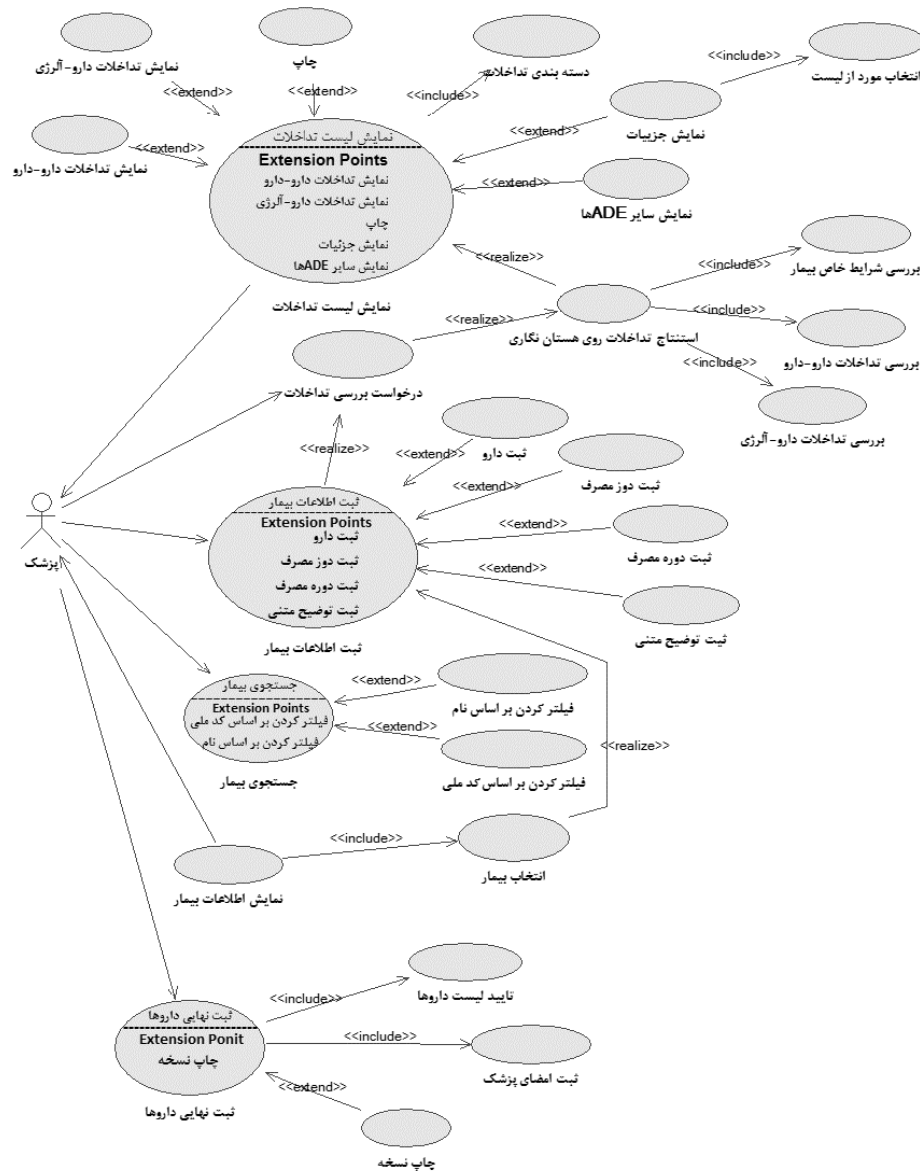 چاپ
نمایش تداخلات دارو-آلرژی
دسته بندی تداخلات
انتخاب مورد از لیست
<<include>>
<<extend>>
<<extend>>
<<include>>
نمایش جزییات
نمایش لیست تداخلات
<<extend>>
<<extend>>
نمایش تداخلات دارو-دارو
Extension Points
نمایش تداخلات دارو-دارو
نمایش تداخلات دارو-آلرژی
چاپ
نمایش جزئیات
نمایش سایر ADEها
<<extend>>
نمایش سایر ADEها
<<realize>>
<<include>>
بررسی شرایط خاص بیمار
نمایش لیست تداخلات
<<realize>>
استنتاج تداخلات روی هستان نگاری
<<include>>
بررسی تداخلات دارو-دارو
<<include>>
درخواست بررسی تداخلات
بررسی تداخلات دارو-آلرژی
<<realize>>
<<extend>>
ثبت دارو
ثبت دوز مصرف
<<extend>>
ثبت اطلاعات بیمار
Extension Points
ثبت دارو
ثبت دوز مصرف
ثبت دوره مصرف
ثبت توضیح متنی
<<extend>>
ثبت دوره مصرف
<<extend>>
ثیت توضیح متنی
پزشک
ثبت اطلاعات بیمار
جستجوی بیمار
Extension Points
فیلتر کردن بر اساس کد ملی
فیلتر کردن بر اساس نام
<<extend>>
فیلتر کردن بر اساس نام
<<extend>>
<<realize>>
جستجوی بیمار
فیلتر کردن بر اساس کد ملی
<<include>>
انتخاب بیمار
نمایش اطلاعات بیمار
تایید لیست داروها
<<include>>
ثبت نهایی داروها
Extension Ponit
چاپ نسخه
<<include>>
ثبت امضای پزشک
<<extend>>
ثبت نهایی داروها
چاپ نسخه